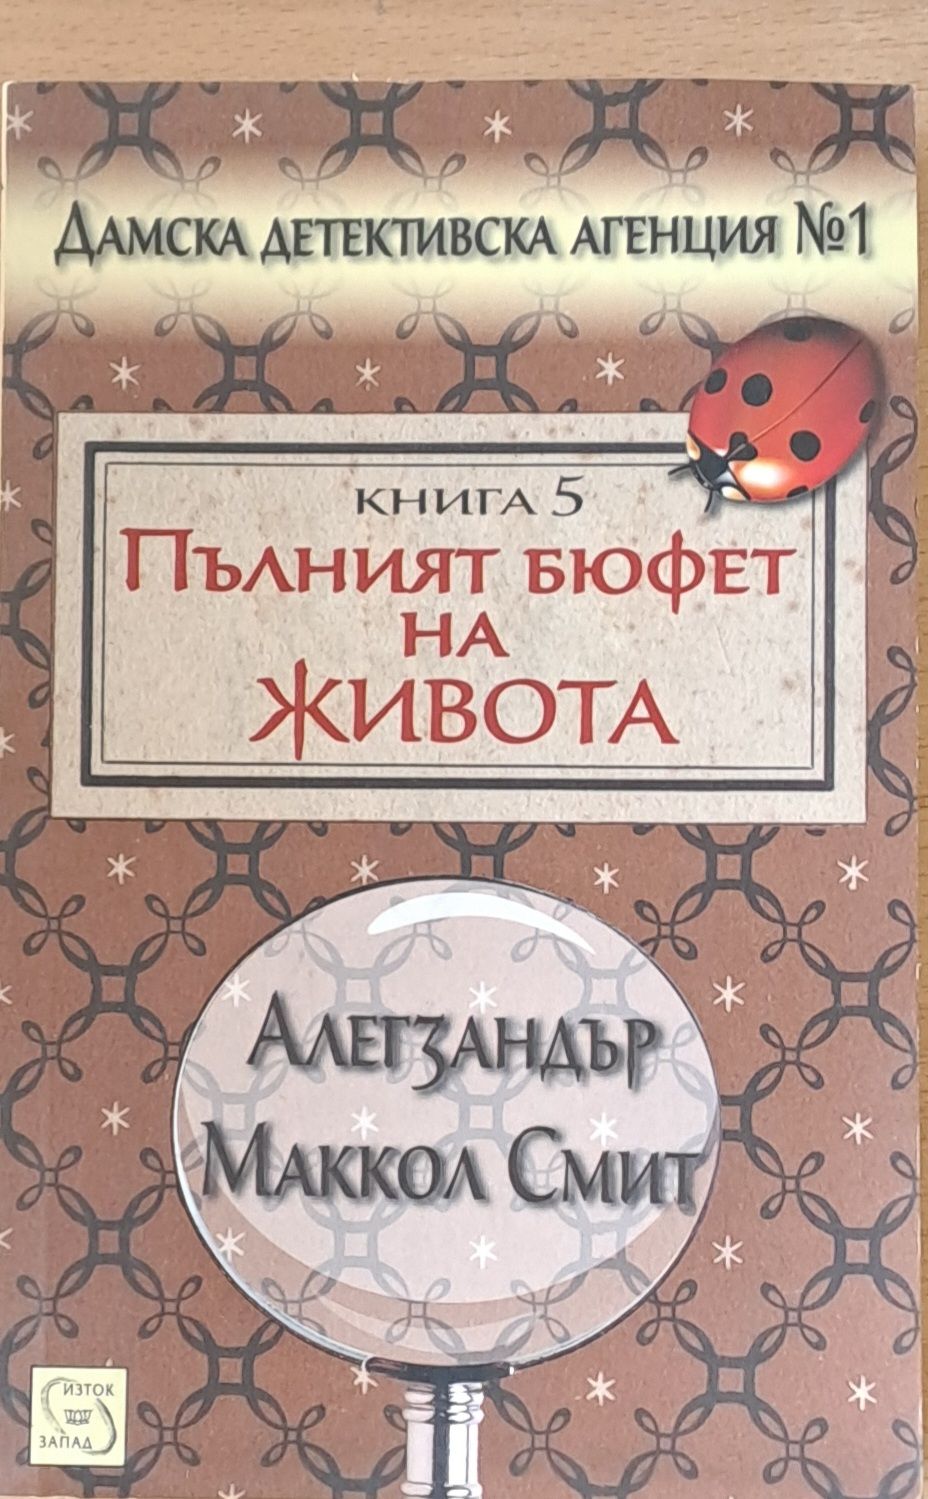 Дамска детективска агенция №1
книга 5
Пълният бюфет
на
живота
Алегзандър
Маккол Смит
ИЗТОК
ЗАПАД